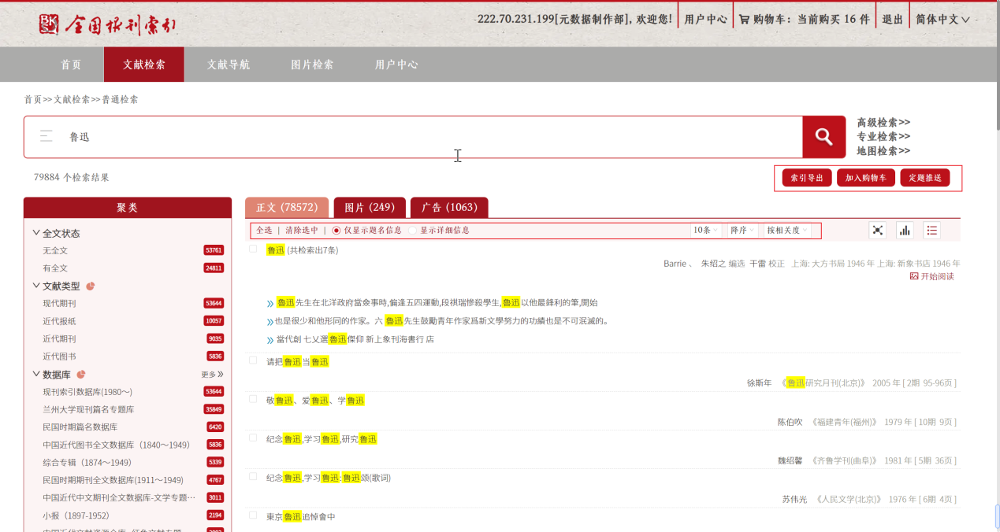 全国报刊索引
222.70.231.199[元数据制作部], 欢迎您! 用户中心 购物车: 当前购买 16 件 退出 简体中文
首页 文献检索 文献导航 图片检索 用户中心
首页>>文献检索>>普通检索
鲁迅
高级检索>>
专业检索>>
地图检索>>
79884 个检索结果
索引导出 加入购物车 定题推送
聚类
全文状态
无全文 53761
有全文 24811
文献类型
现代期刊 53644
近代报纸 10057
近代期刊 9035
近代图书 5836
数据库 更多
现刊索引数据库(1980～) 53644
兰州大学现刊篇名专题库 35849
民国时期篇名数据库 6420
中国近代图书全文数据库（1840～1949） 5836
综合专辑（1874～1949） 5339
民国时期期刊全文数据库(1911～1949) 4767
中国近代中文期刊全文数据库-文学专题… 3011
小报（1897-1952） 2194
正文 (78572) 图片 (249) 广告 (1063)
全选 | 清除选中 | 仅显示题名信息 显示详细信息 10条 降序 按相关度
鲁迅 (共检索出7条)
Barrie 、 朱绍之 编选 干雷 校正 上海: 大方书局 1946 年 上海: 新象书店 1946 年
开始阅读
魯迅先生在北洋政府當僉事時,偏逢五四運動,段祺瑞慘殺學生,魯迅以他最鋒利的筆,開始
也是很少和他形同的作家。六 魯迅先生鼓勵青年作家爲新文學努力的功績也是不可泯滅的。
當代創 七乂選魯迅傑仰 新上象刊海書行 店
请把鲁迅当鲁迅
徐斯年 《鲁迅研究月刊(北京)》 2005 年 [ 2期 95-96页 ]
敬鲁迅、爱鲁迅、学鲁迅
陈伯吹 《福建青年(福州)》 1979 年 [ 10期 9页 ]
纪念鲁迅,学习鲁迅,研究鲁迅
魏绍馨 《齐鲁学刊(曲阜)》 1981 年 [ 5期 36页 ]
纪念鲁迅,学习鲁迅:鲁迅颂(歌词)
苏伟光 《人民文学(北京)》 1976 年 [ 6期 4页 ]
東京魯迅追悼會中